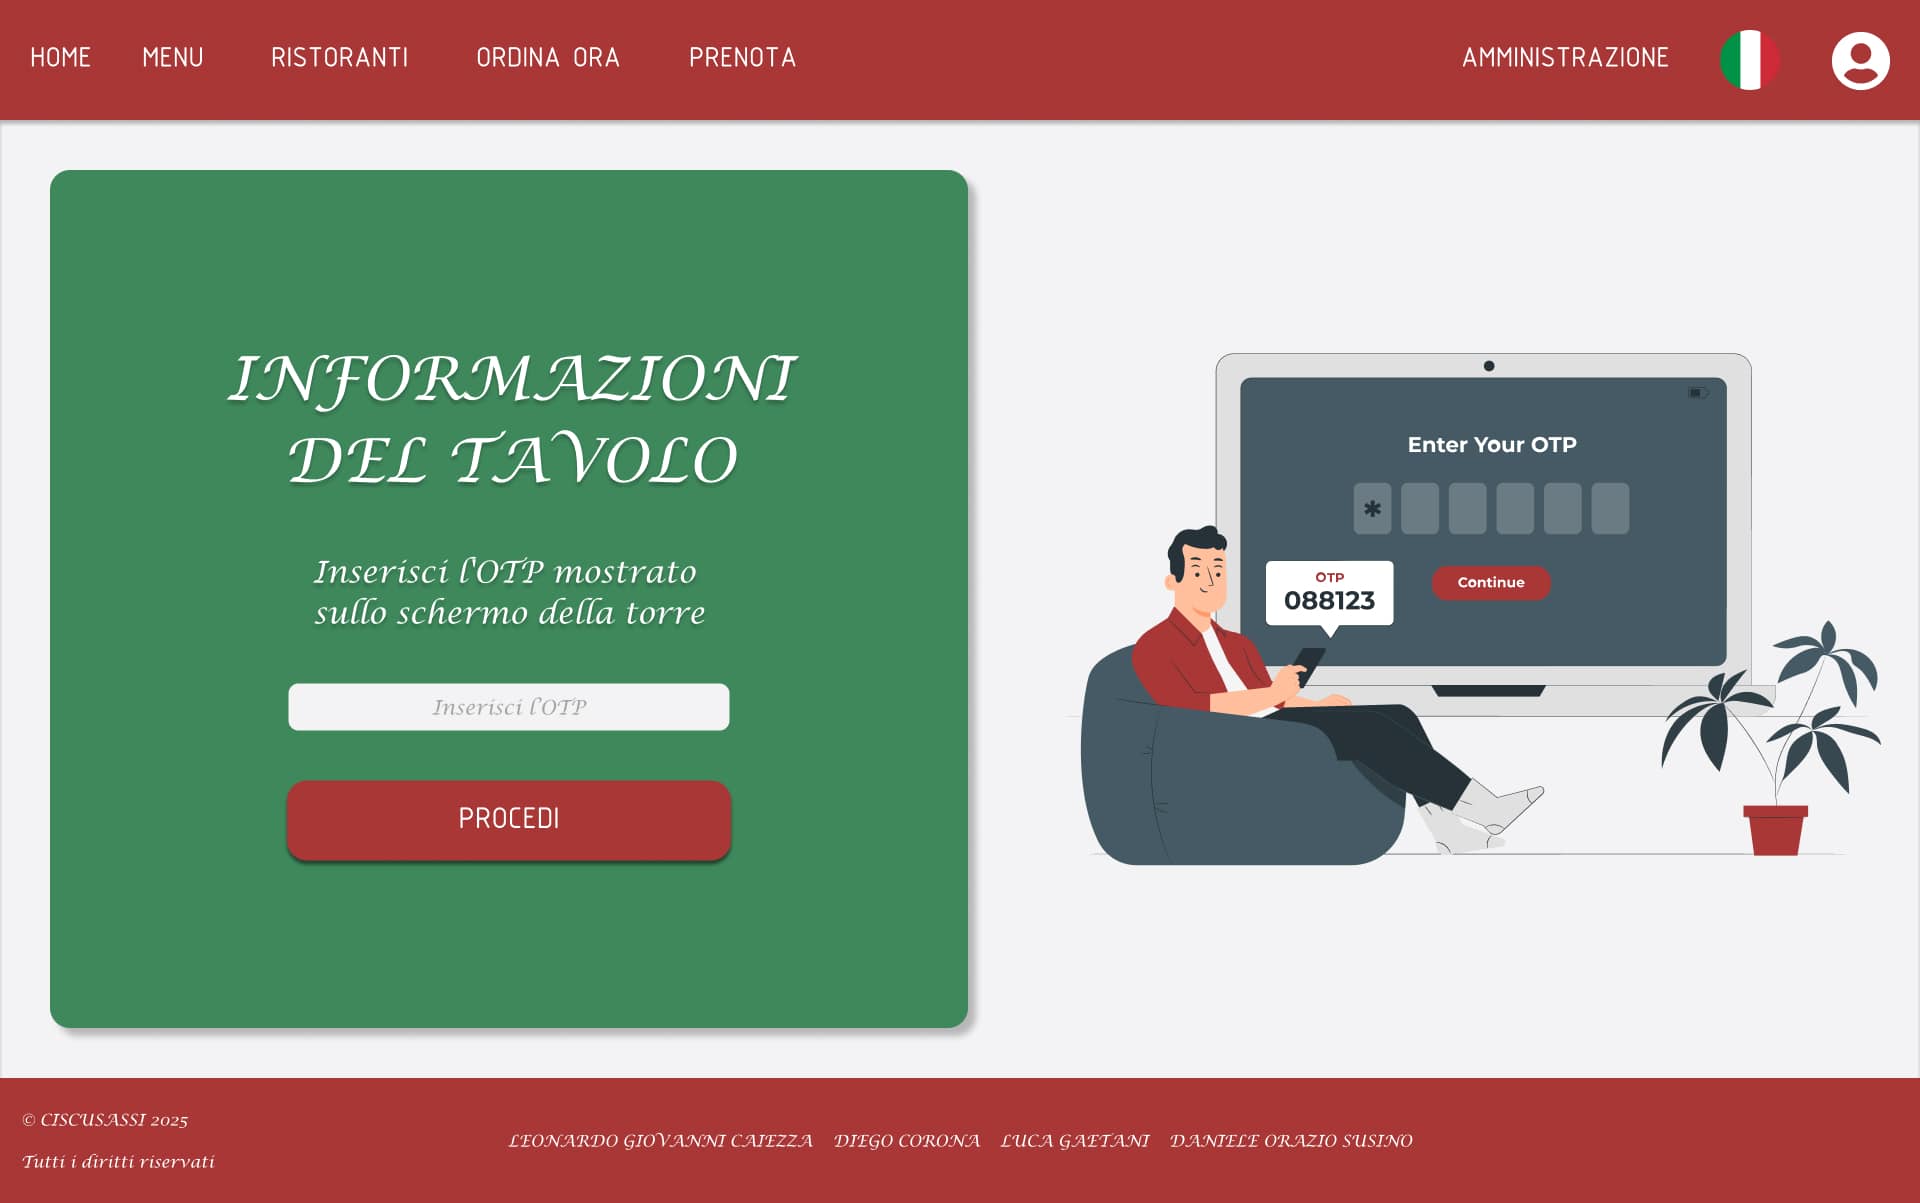 HOME MENU RISTORANTI ORDINA ORA PRENOTA AMMINISTRAZIONE
INFORMAZIONI
DEL TAVOLO
Inserisci l'OTP mostrato
sullo schermo della torre
Inserisci l'OTP
PROCEDI
Enter Your OTP
*
OTP
088123
Continue
© CISCUSASSI 2025
Tutti i diritti riservati
LEONARDO GIOVANNI CAIEZZA DIEGO CORONA LUCA GAETANI DANIELE ORAZIO SUSINO